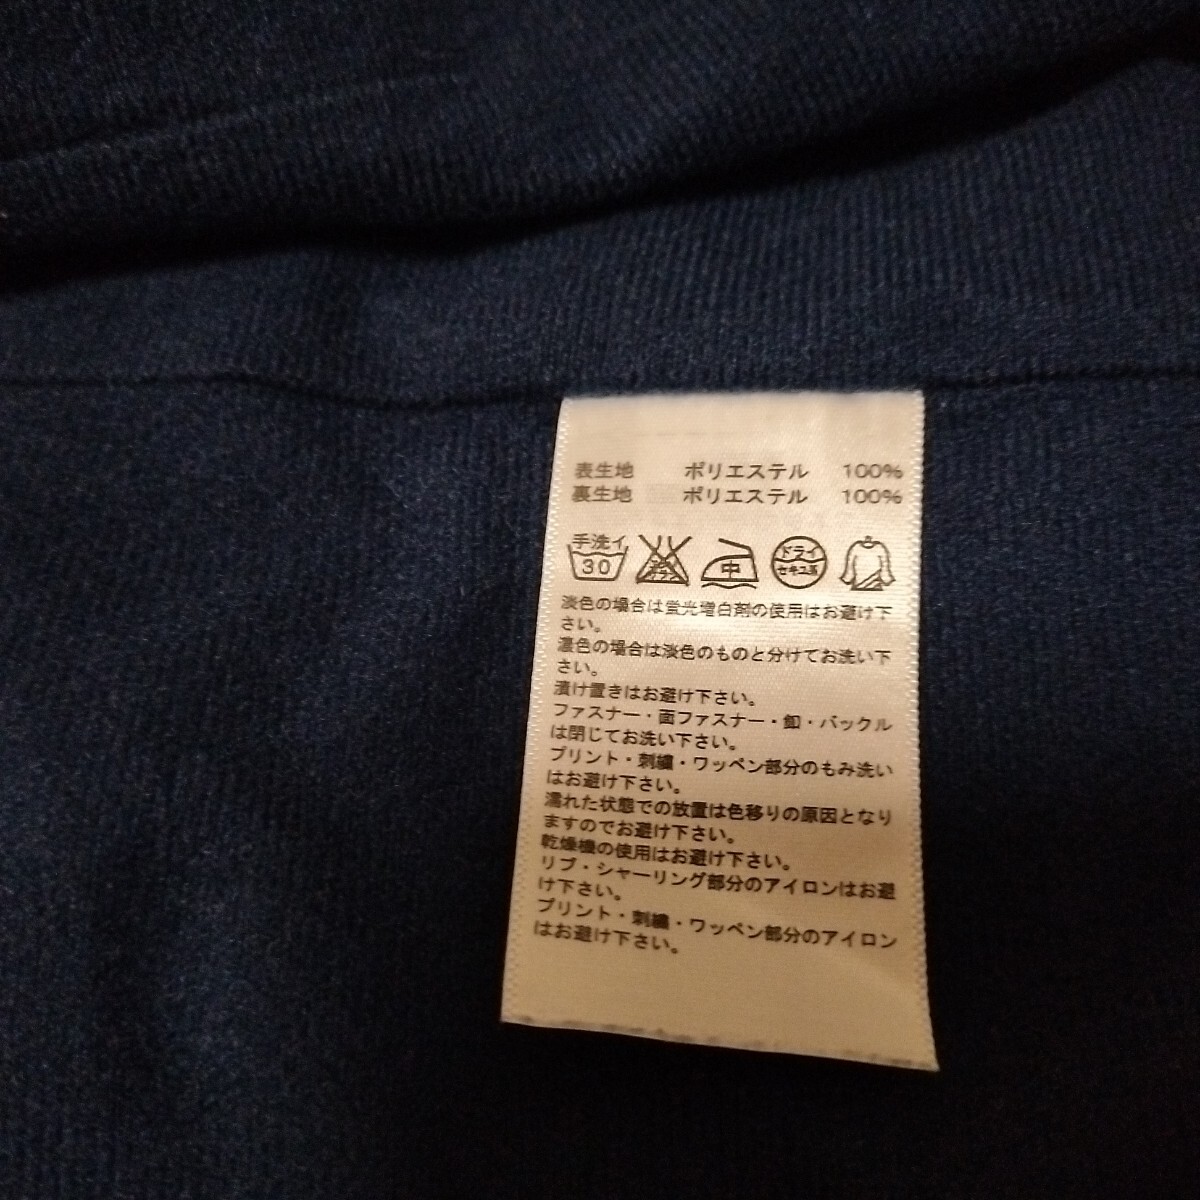 表生地 ポリエステル 100%
裏生地 ポリエステル 100%
手洗イ 30 中 ドライ セキユ系
淡色の場合は蛍光増白剤の使用はお避け下
さい。
濃色の場合は淡色のものと分けてお洗い下
さい。
漬け置きはお避け下さい。
ファスナー・面ファスナー・釦・バックル
は閉じてお洗い下さい。
プリント・刺繍・ワッペン部分のもみ洗い
はお避け下さい。
濡れた状態での放置は色移りの原因となり
ますのでお避け下さい。
乾燥機の使用はお避け下さい。
リブ・シャーリング部分のアイロンはお避
け下さい。
プリント・刺繍・ワッペン部分のアイロン
はお避け下さい。